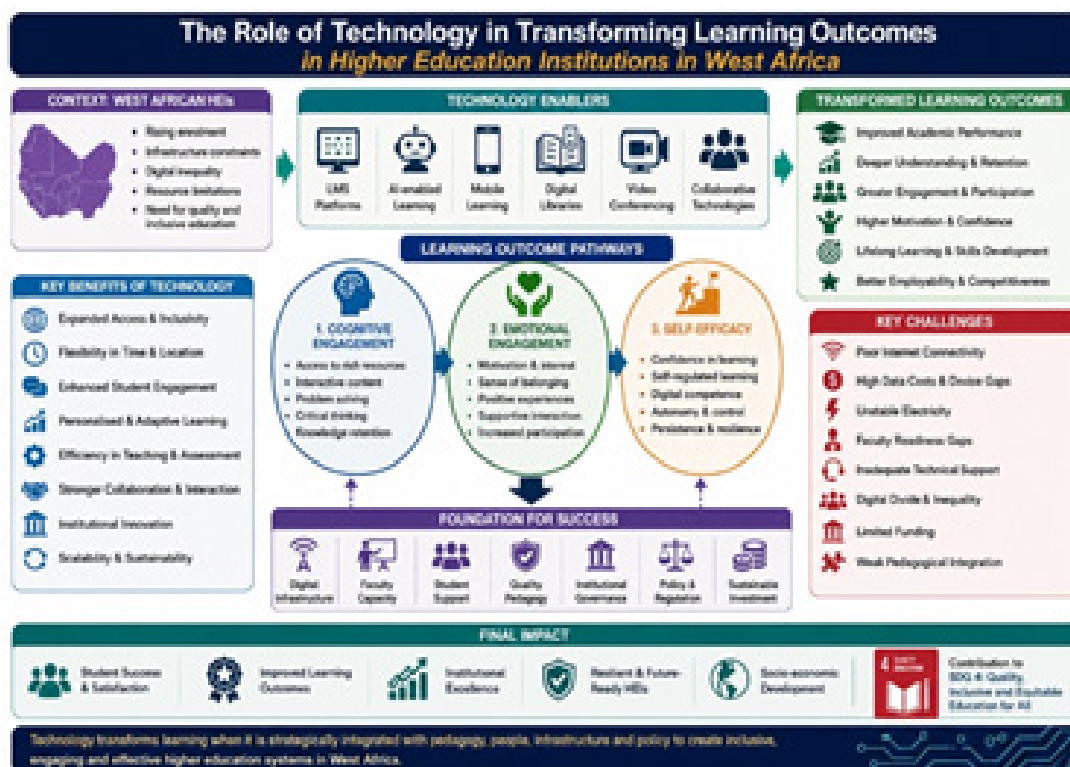 The Role of Technology in Transforming Learning Outcomes
in Higher Education Institutions in West Africa
CONTEXT: WEST AFRICAN HEIs
• Rising enrolment
• Infrastructure constraints
• Digital inequality
• Resource limitations
• Need for quality and
inclusive education
TECHNOLOGY ENABLERS
LMS
Platforms
AI-enabled
Learning
Mobile
Learning
Digital
Libraries
Video
Conferencing
Collaborative
Technologies
TRANSFORMED LEARNING OUTCOMES
Improved Academic Performance
Deeper Understanding & Retention
Greater Engagement & Participation
Higher Motivation & Confidence
Lifelong Learning & Skills Development
Better Employability & Competitiveness
KEY BENEFITS OF TECHNOLOGY
Expanded Access & Inclusivity
Flexibility in Time & Location
Enhanced Student Engagement
Personalised & Adaptive Learning
Efficiency in Teaching & Assessment
Stronger Collaboration & Interaction
Institutional Innovation
Scalability & Sustainability
LEARNING OUTCOME PATHWAYS
1. COGNITIVE
ENGAGEMENT
• Access to rich resources
• Interactive content
• Problem solving
• Critical thinking
Knowledge retention
2. EMOTIONAL
ENGAGEMENT
• Motivation & interest
• Sense of belonging
• Positive experiences
• Supportive interaction
• Increased participation
3. SELF-EFFICACY
• Confidence in learning
• Self-regulated learning
• Digital competence
• Autonomy & control
• Persistence & resilience
KEY CHALLENGES
Poor Internet Connectivity
High Data Costs & Device Gaps
Unstable Electricity
Faculty Readiness Gaps
Inadequate Technical Support
Digital Divide & Inequality
Limited Funding
Weak Pedagogical Integration
FOUNDATION FOR SUCCESS
Digital
Infrastructure
Faculty
Capacity
Student
Support
Quality
Pedagogy
Institutional
Governance
Policy &
Regulation
Sustainable
Investment
FINAL IMPACT
Student Success
& Satisfaction
Improved Learning
Outcomes
Institutional
Excellence
Resilient & Future-
Ready HEIs
Socio-economic
Development
4
Contribution to
SDG 4: Quality,
Inclusive and Equitable
Education for All
Technology transforms learning when it is strategically integrated with pedagogy, people, infrastructure and policy to create inclusive,
engaging and effective higher education systems in West Africa.